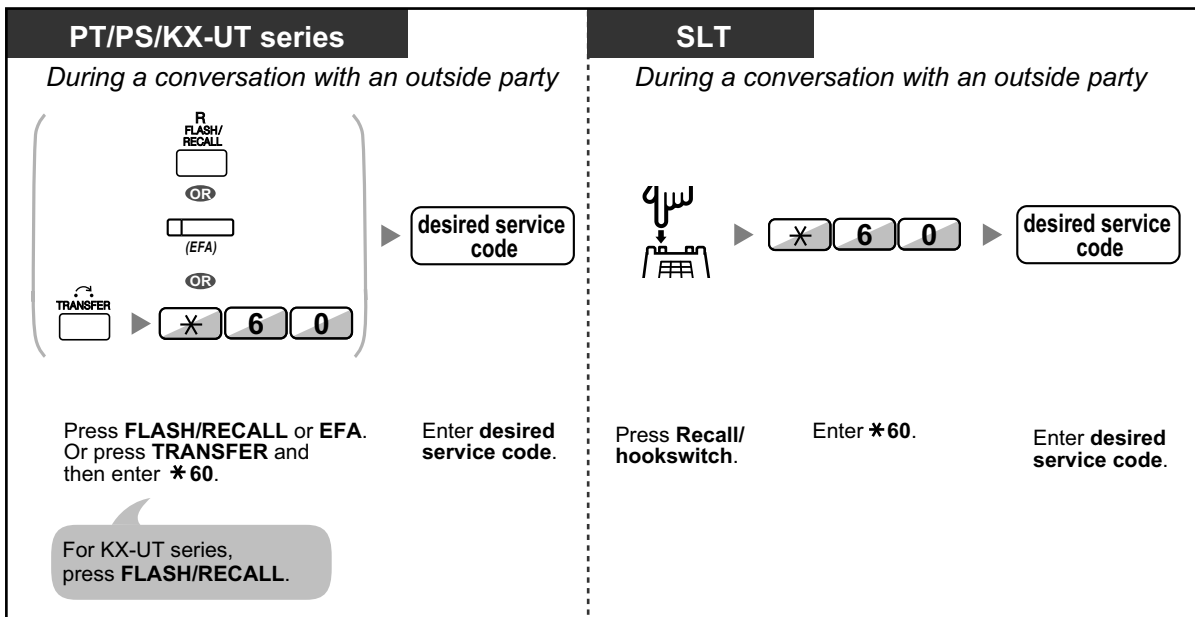 PT/PS/KX-UT series
During a conversation with an outside party
R
FLASH/
RECALL
OR
(EFA)
OR
TRANSFER
* 6 0
desired service
code
Press FLASH/RECALL or EFA.
Or press TRANSFER and
then enter *60.
Enter desired
service code.
For KX-UT series,
press FLASH/RECALL.
SLT
During a conversation with an outside party
* 6 0
desired service
code
Press Recall/
hookswitch.
Enter *60.
Enter desired
service code.